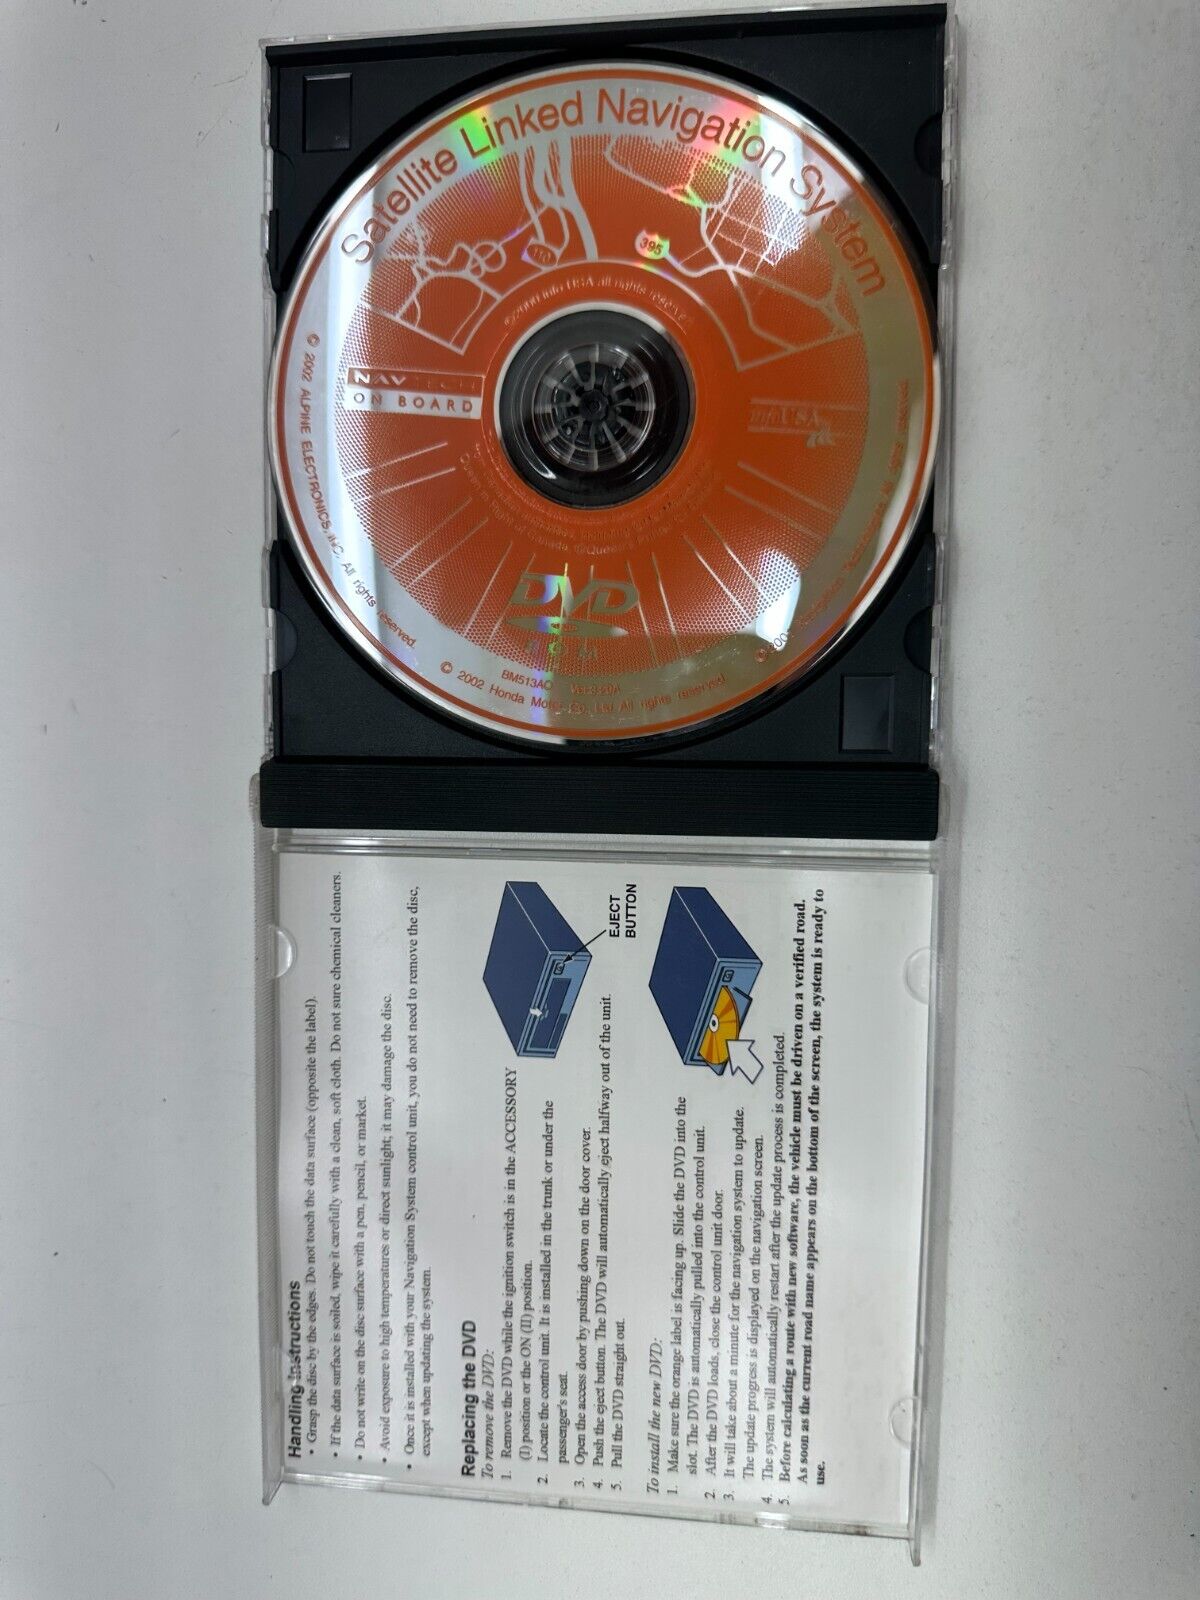 Satellite Linked Navigation System
110
395
NAVTECH
ON BOARD
DVD
ROM
BM513AO
© 2002 ALPINE ELECTRONICS, INC. All rights reserved.
© 2002 Honda Motor Co., Ltd All rights reserved
Handling Instructions
• Grasp the disc by the edges. Do not touch the data surface (opposite the label).
• If the data surface is soiled, wipe it carefully with a clean, soft cloth. Do not sure chemical cleaners.
• Do not write on the disc surface with a pen, pencil, or market.
• Avoid exposure to high temperatures or direct sunlight; it may damage the disc.
• Once it is installed with your Navigation System control unit, you do not need to remove the disc,
except when updating the system.
Replacing the DVD
To remove the DVD:
1. Remove the DVD while the ignition switch is in the ACCESSORY
(I) position or the ON (II) position.
2. Locate the control unit. It is installed in the trunk or under the
passenger's seat.
3. Open the access door by pushing down on the door cover.
4. Push the eject button. The DVD will automatically eject halfway out of the unit.
5. Pull the DVD straight out.
EJECT
BUTTON
To install the new DVD:
1. Make sure the orange label is facing up. Slide the DVD into the
slot. The DVD is automatically pulled into the control unit.
2. After the DVD loads, close the control unit door.
3. It will take about a minute for the navigation system to update.
The update progress is displayed on the navigation screen.
4. The system will automatically restart after the update process is completed.
5. Before calculating a route with new software, the vehicle must be driven on a verified road.
As soon as the current road name appears on the bottom of the screen, the system is ready to
use.